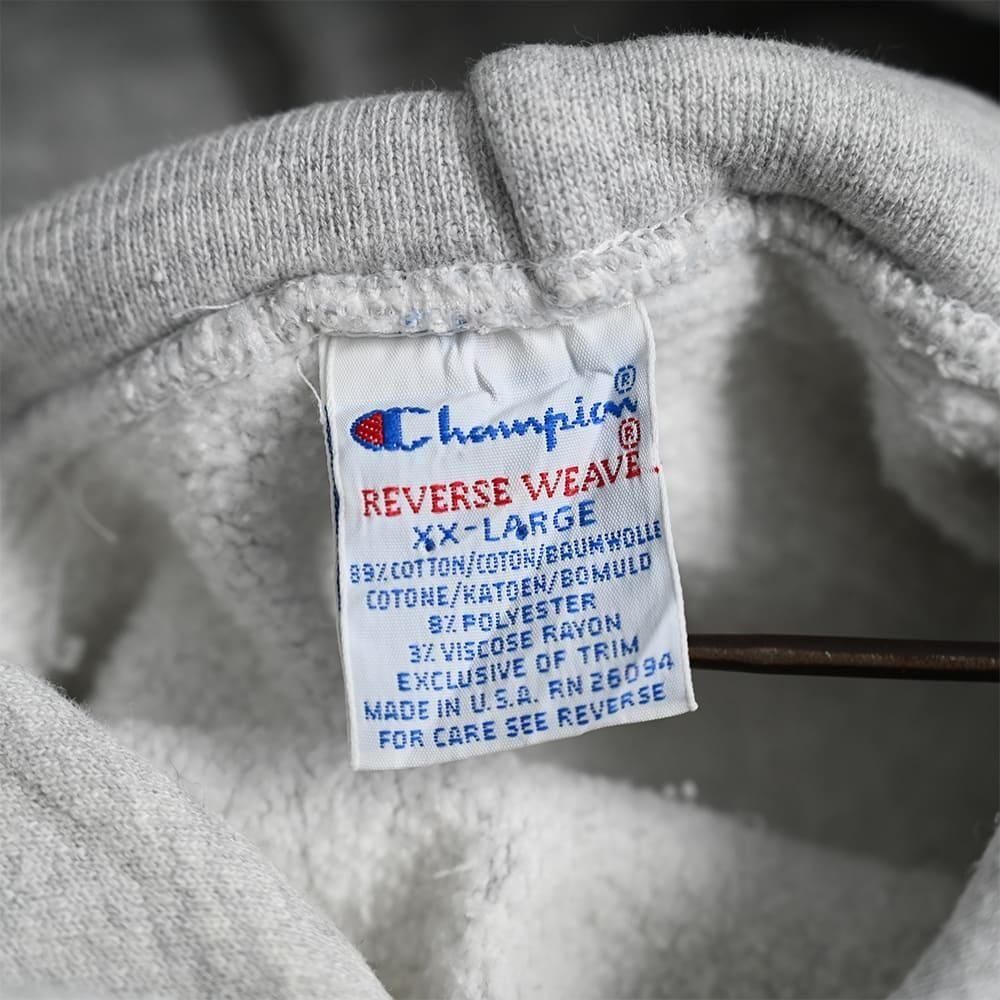 Champion®
®
REVERSE WEAVE.
XX-LARGE
89% COTTON/COTON/BAUMWOLLE
COTONE/KATOEN/BOMULD
8% POLYESTER
3% VISCOSE RAYON
EXCLUSIVE OF TRIM
MADE IN U.S.A. RN 26094
FOR CARE SEE REVERSE